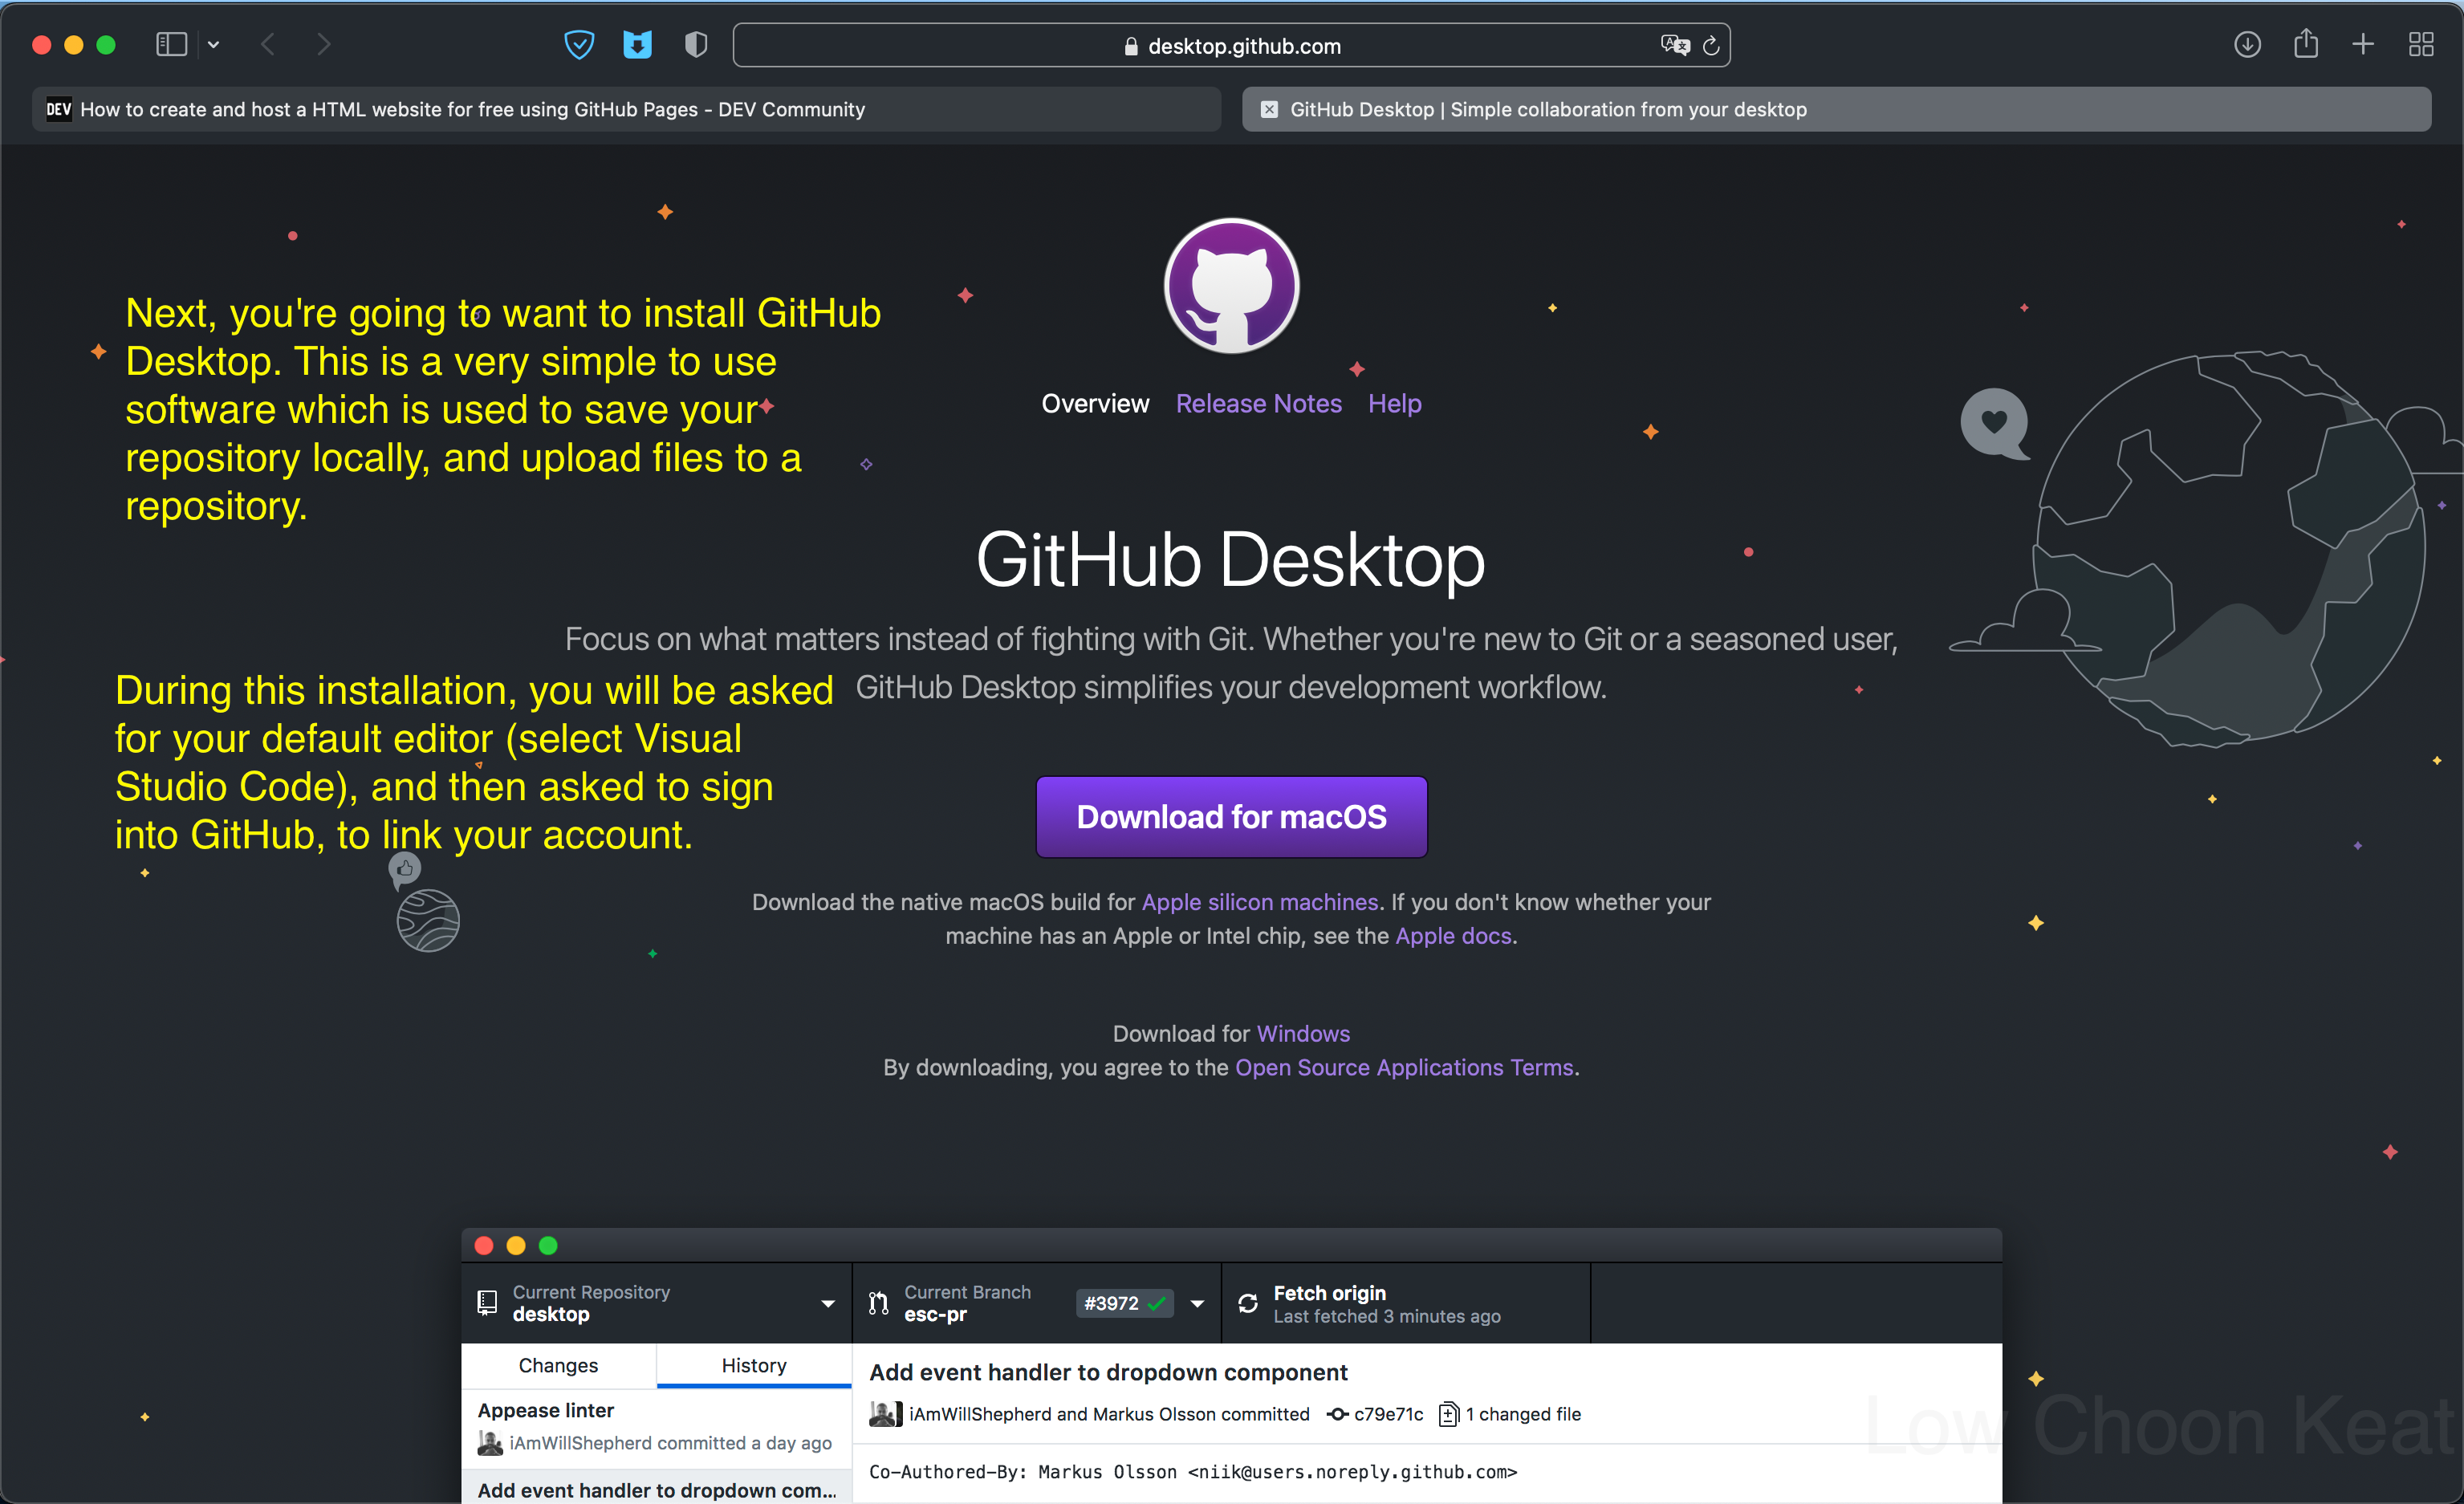 desktop.github.com
DEV How to create and host a HTML website for free using GitHub Pages - DEV Community
GitHub Desktop | Simple collaboration from your desktop
Next, you're going to want to install GitHub
Desktop. This is a very simple to use
software which is used to save your
repository locally, and upload files to a
repository.
Overview Release Notes Help
GitHub Desktop
Focus on what matters instead of fighting with Git. Whether you're new to Git or a seasoned user,
GitHub Desktop simplifies your development workflow.
During this installation, you will be asked
for your default editor (select Visual
Studio Code), and then asked to sign
into GitHub, to link your account.
Download for macOS
Download the native macOS build for Apple silicon machines. If you don't know whether your
machine has an Apple or Intel chip, see the Apple docs.
Download for Windows
By downloading, you agree to the Open Source Applications Terms.
Current Repository
desktop
Current Branch
esc-pr
#3972
Fetch origin
Last fetched 3 minutes ago
Changes
History
Appease linter
iAmWillShepherd committed a day ago
Add event handler to dropdown com...
Add event handler to dropdown component
iAmWillShepherd and Markus Olsson committed c79e71c 1 changed file
Co-Authored-By: Markus Olsson <niik@users.noreply.github.com>
Low Choon Keat